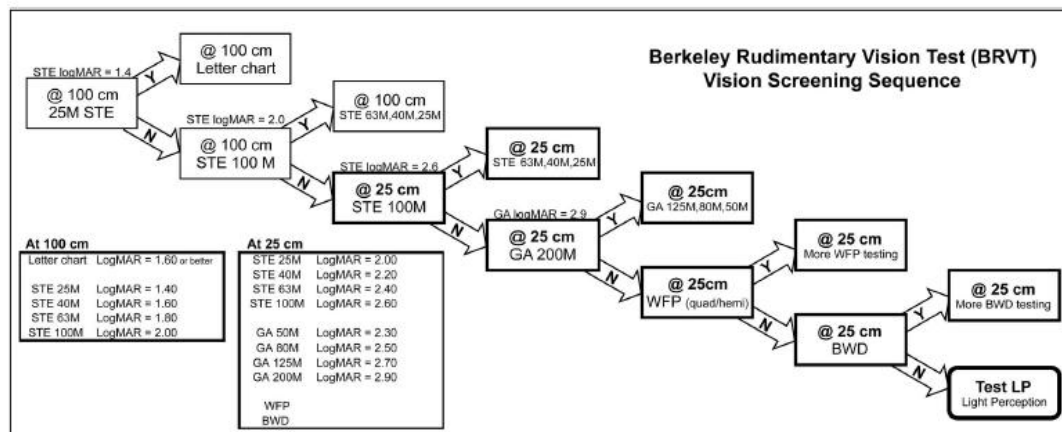 Berkeley Rudimentary Vision Test (BRVT)
Vision Screening Sequence
STE logMAR = 1.4
@ 100 cm
25M STE
Y
@ 100 cm
Letter chart
N
STE logMAR = 2.0
@ 100 cm
STE 100 M
Y
@ 100 cm
STE 63M,40M,25M
N
STE logMAR = 2.6
@ 25 cm
STE 100M
Y
@ 25 cm
STE 63M,40M,25M
N
GA logMAR = 2.9
@ 25 cm
GA 200M
Y
@ 25cm
GA 125M,80M,50M
N
@ 25cm
WFP (quad/hemi)
Y
@ 25 cm
More WFP testing
N
@ 25 cm
BWD
Y
@ 25 cm
More BWD testing
N
Test LP
Light Perception
At 100 cm
Letter chart LogMAR = 1.60 or better
STE 25M LogMAR = 1.40
STE 40M LogMAR = 1.60
STE 63M LogMAR = 1.80
STE 100M LogMAR = 2.00
At 25 cm
STE 25M LogMAR = 2.00
STE 40M LogMAR = 2.20
STE 63M LogMAR = 2.40
STE 100M LogMAR = 2.60
GA 50M LogMAR = 2.30
GA 80M LogMAR = 2.50
GA 125M LogMAR = 2.70
GA 200M LogMAR = 2.90
WFP
BWD